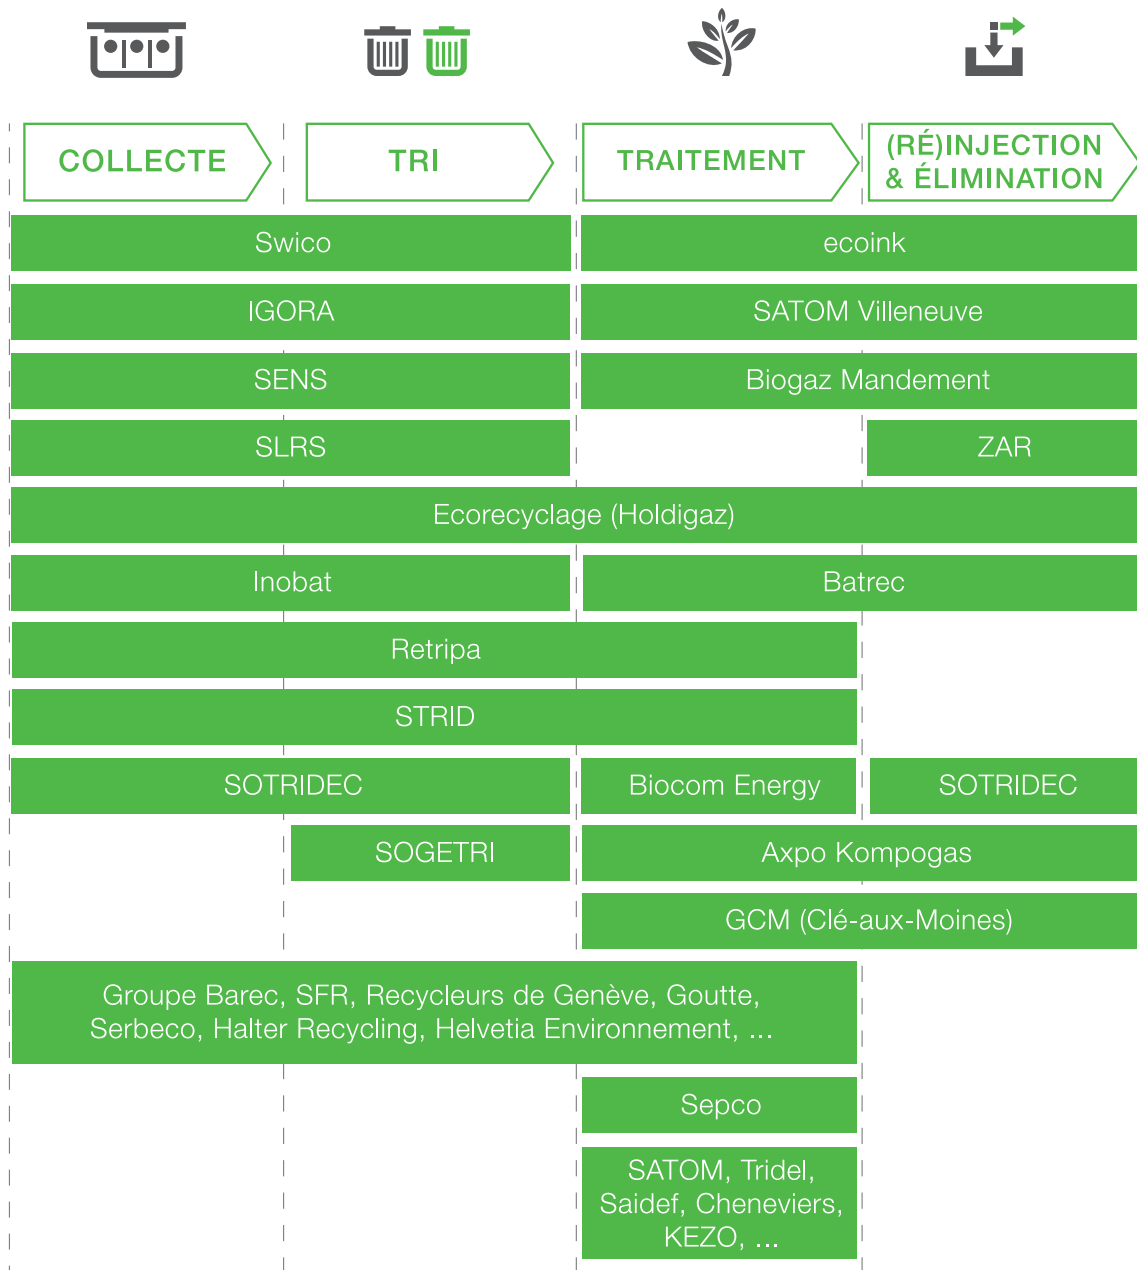 COLLECTE
TRI
TRAITEMENT
(RÉ)INJECTION
& ÉLIMINATION
Swico
ecoink
IGORA
SATOM Villeneuve
SENS
Biogaz Mandement
SLRS
ZAR
Ecorecyclage (Holdigaz)
Inobat
Batrec
Retripa
STRID
SOTRIDEC
Biocom Energy
SOTRIDEC
SOGETRI
Axpo Kompogas
GCM (Clé-aux-Moines)
Groupe Barec, SFR, Recycleurs de Genève, Goutte,
Serbeco, Halter Recycling, Helvetia Environnement, ...
Sepco
SATOM, Tridel,
Saidef, Cheneviers,
KEZO, ...